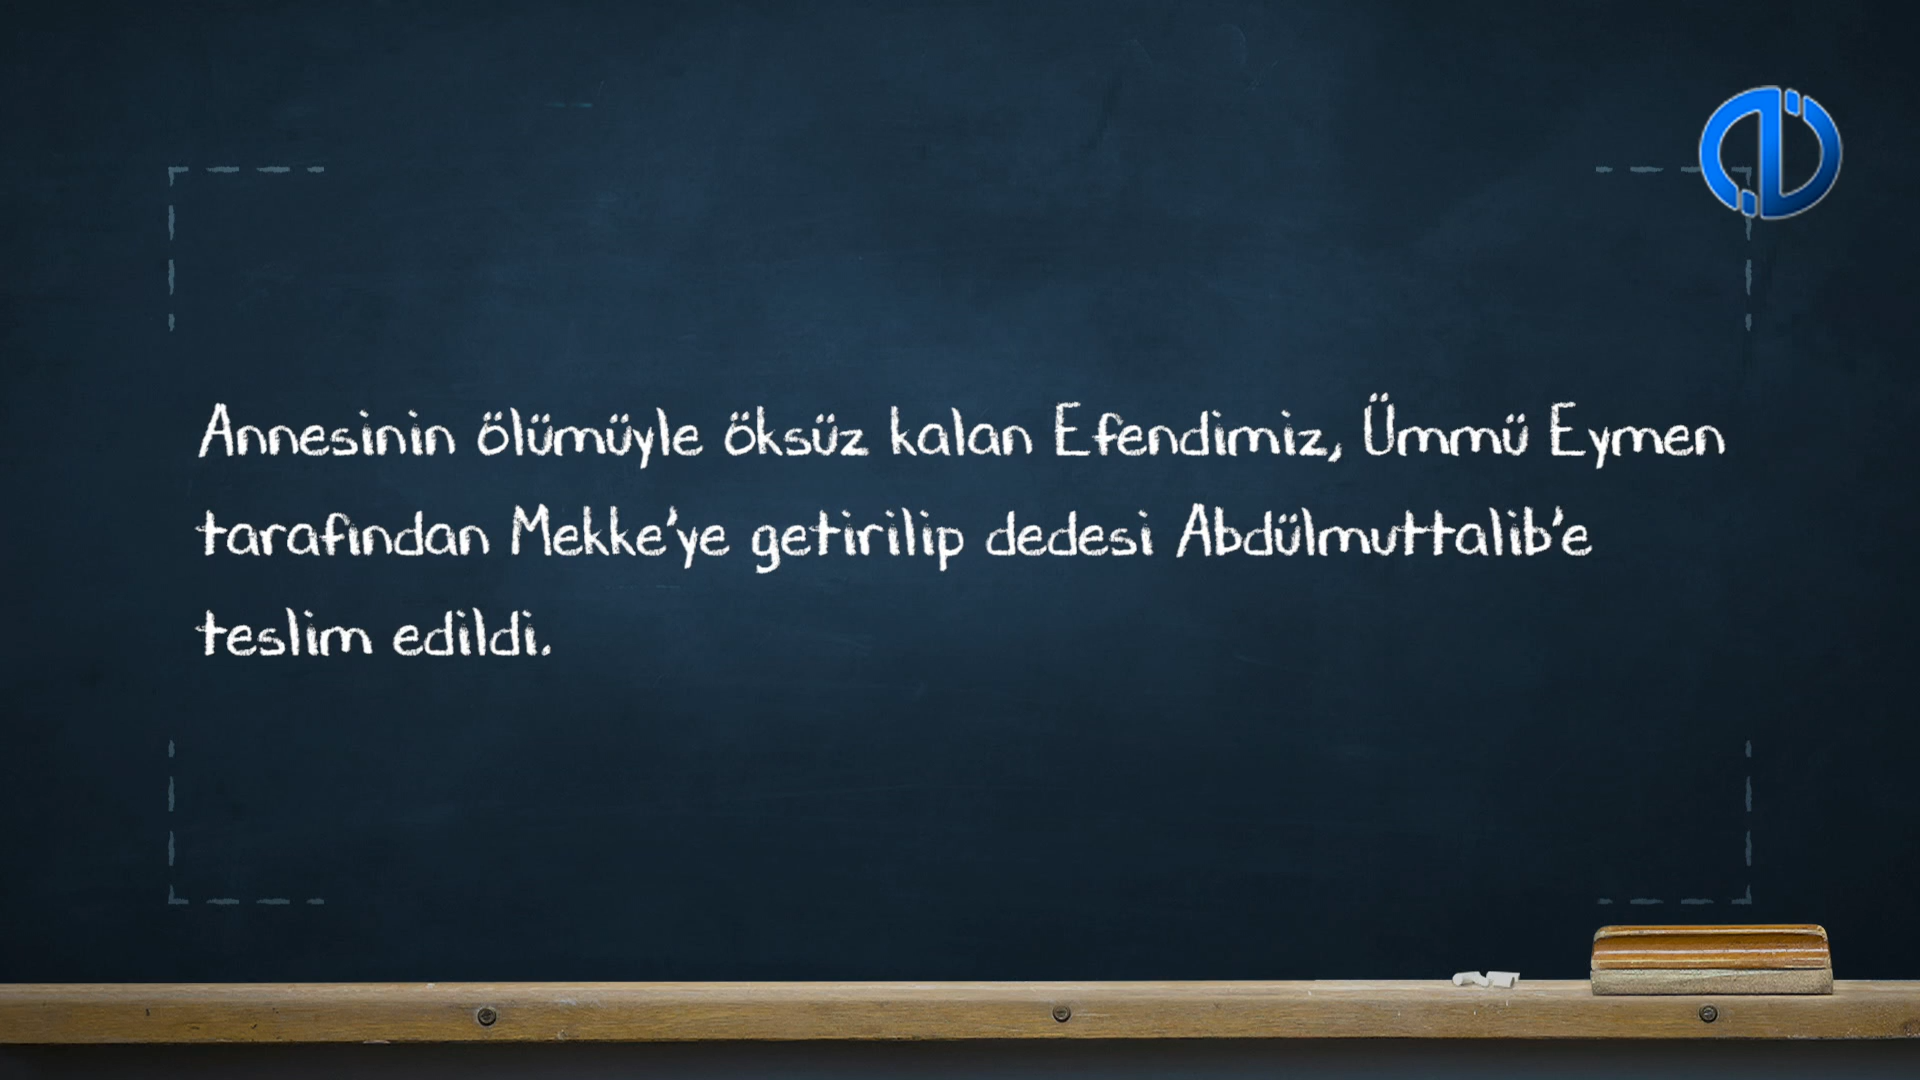 Annesinin ölümüyle öksüz kalan Efendimiz, Ümmü Eymen
tarafından Mekke'ye getirilip dedesi Abdülmuttalib'e
teslim edildi.